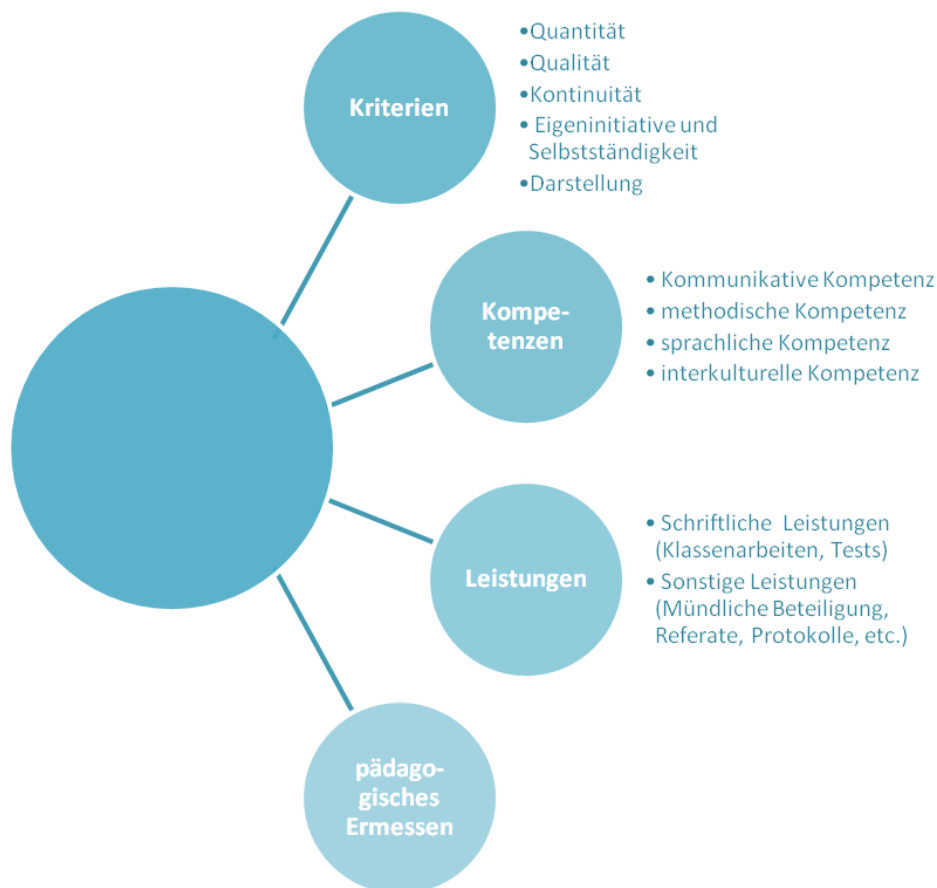 Kriterien
•Quantität
•Qualität
•Kontinuität
• Eigeninitiative und
Selbstständigkeit
•Darstellung
Kompe-
tenzen
• Kommunikative Kompetenz
• methodische Kompetenz
• sprachliche Kompetenz
• interkulturelle Kompetenz
Leistungen
• Schriftliche Leistungen
(Klassenarbeiten, Tests)
• Sonstige Leistungen
(Mündliche Beteiligung,
Referate, Protokolle, etc.)
pädago-
gisches
Ermessen